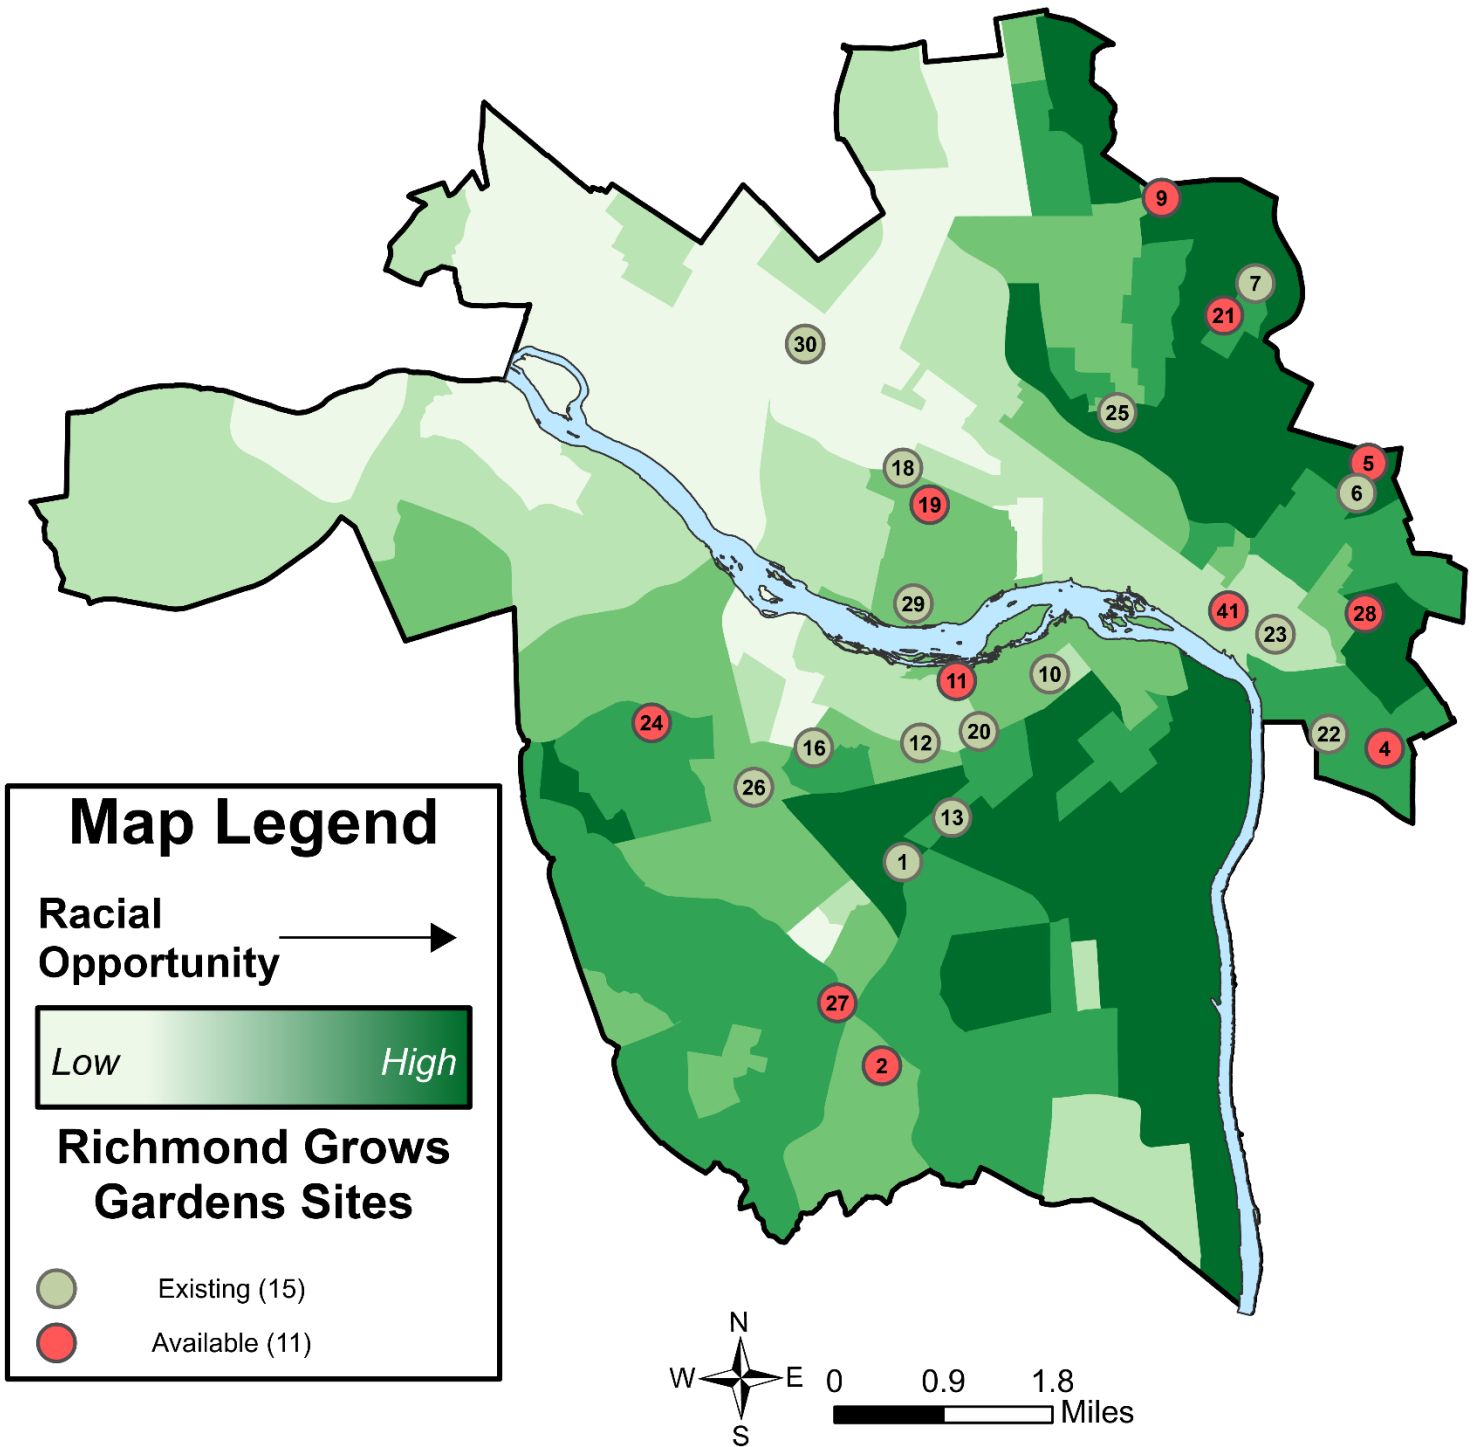 9
7
21
30
25
18
5
6
19
29
41
28
23
11
10
24
20
12
22
16
4
26
13
1
Map Legend
Racial
Opportunity
Low High
27
2
Richmond Grows
Gardens Sites
Existing (15)
Available (11)
N
W E
S
0 0.9 1.8
Miles